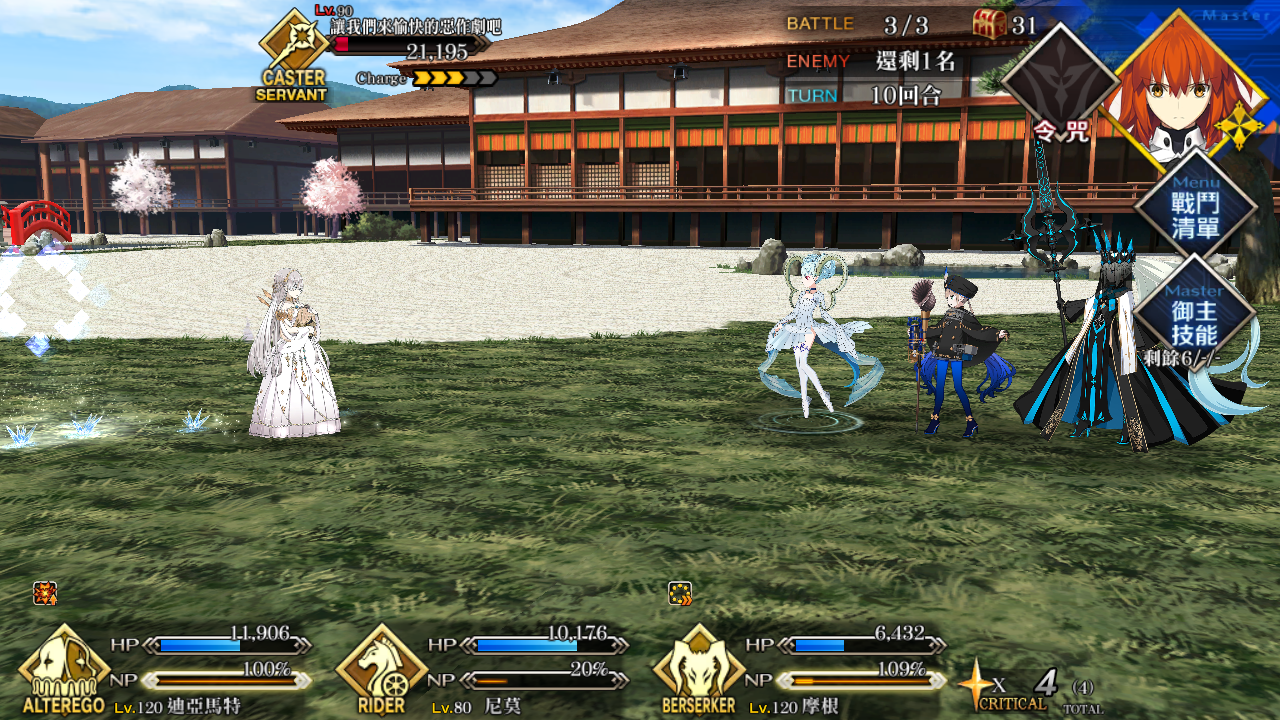 Lv.90
讓我們來愉快的惡作劇吧
21,195
Charge
CASTER
SERVANT
BATTLE 3/3 31
ENEMY 還剩1名
TURN 10回合
Master
令咒
Menu
戰鬥
清單
Master
御主
技能
剩餘6/-/-
HP 11,906
NP 100%
ALTEREGO Lv.120 迪亞馬特
HP 10,176
NP 20%
RIDER Lv.80 尼莫
HP 6,432
NP 109%
BERSERKER Lv.120 摩根
X 4 (4)
CRITICAL TOTAL